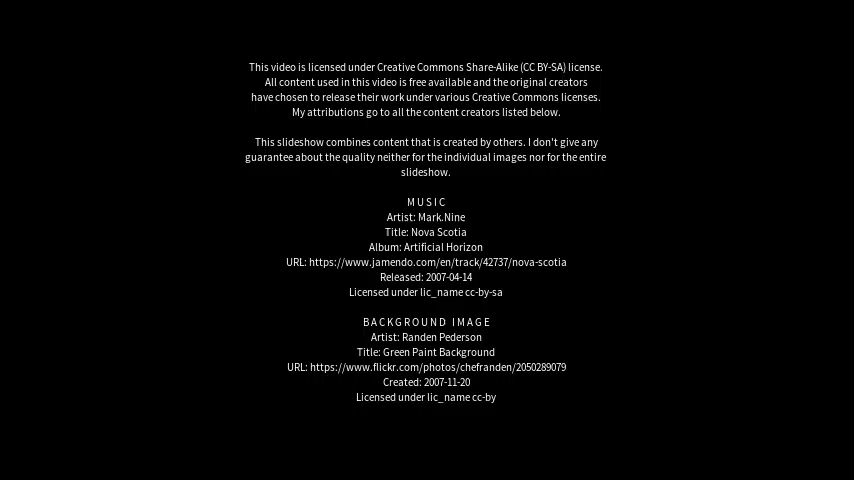 This video is licensed under Creative Commons Share-Alike (CC BY-SA) license.
All content used in this video is free available and the original creators
have chosen to release their work under various Creative Commons licenses.
My attributions go to all the content creators listed below.
This slideshow combines content that is created by others. I don't give any
guarantee about the quality neither for the individual images nor for the entire
slideshow.
MUSIC
Artist: Mark.Nine
Title: Nova Scotia
Album: Artificial Horizon
URL: https://www.jamendo.com/en/track/42737/nova-scotia
Released: 2007-04-14
Licensed under lic_name cc-by-sa
BACKGROUND IMAGE
Artist: Randen Pederson
Title: Green Paint Background
URL: https://www.flickr.com/photos/chefranden/2050289079
Created: 2007-11-20
Licensed under lic_name cc-by